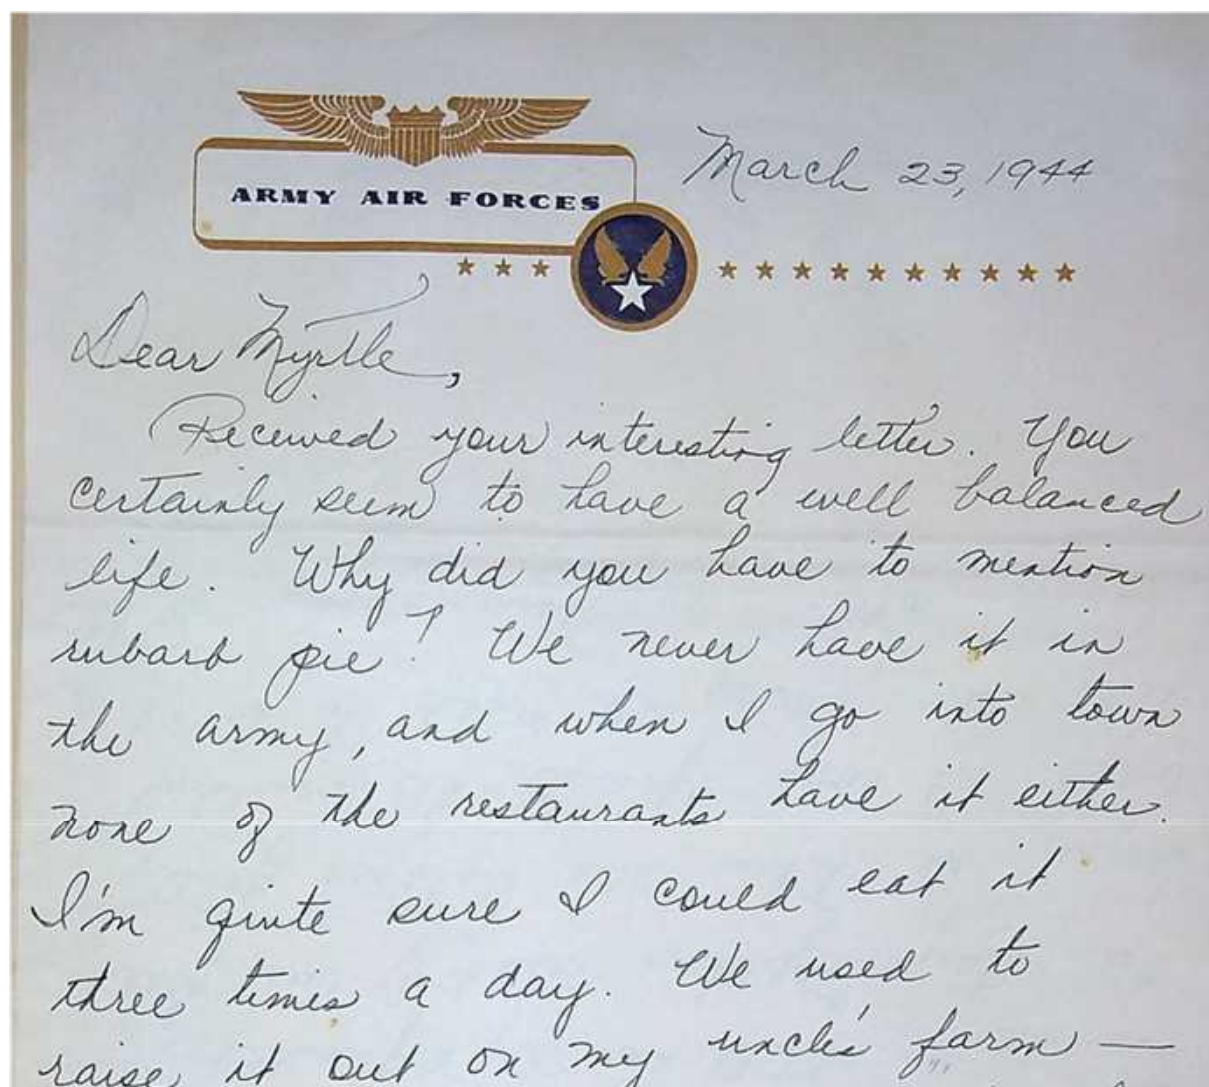 ARMY AIR FORCES
March 23, 1944
Dear Myrtle,
Received your interesting letter. You
certainly seem to have a well balanced
life. Why did you have to mention
rubarb pie? We never have it in
the army, and when I go into town
none of the restaurants have it either.
I'm quite sure I could eat it
three times a day. We used to
raise it out on my uncle's farm —